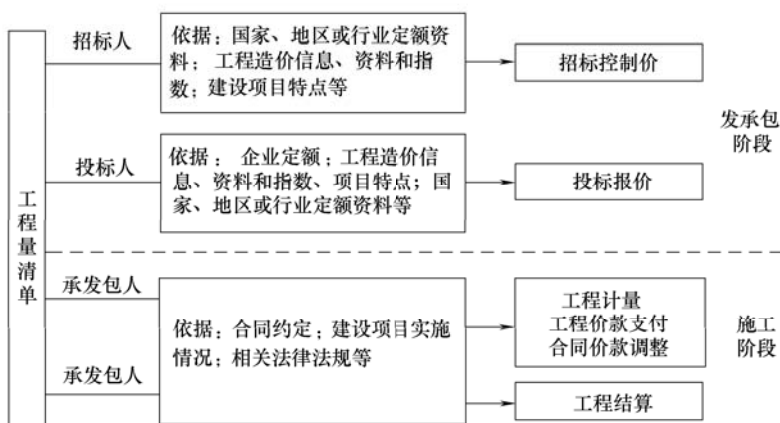 招标人
依据：国家、地区或行业定额资
料；工程造价信息、资料和指
数；建设项目特点等
招标控制价
发承包
阶段
投标人
依据： 企业定额；工程造价信
息、资料和指数、项目特点；国
家、地区或行业定额资料等
投标报价
工程量清单
承发包人
承发包人
依据：合同约定；建设项目实施
情况；相关法律法规等
工程计量
工程价款支付
合同价款调整
工程结算
施工
阶段